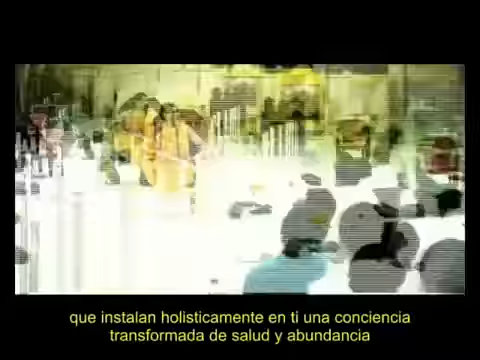 que instalan holisticamente en ti una conciencia
transformada de salud y abundancia